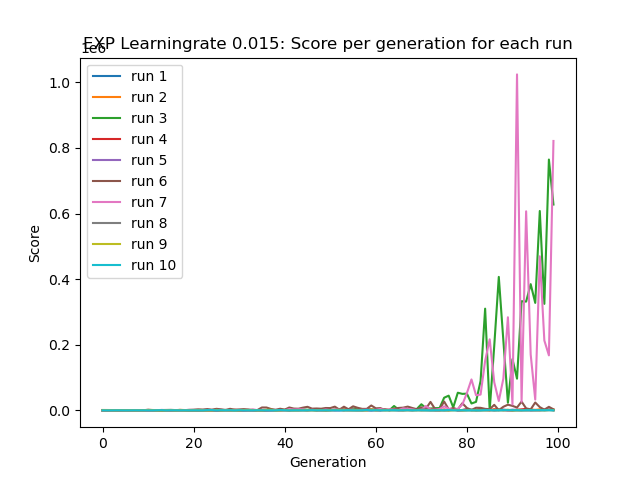 EXP Learningrate 0.015: Score per generation for each run
1e6
run 1
run 2
run 3
run 4
run 5
run 6
run 7
run 8
run 9
run 10
1.0
0.8
0.6
0.4
0.2
0.0
Score
0
20
40
60
80
100
Generation